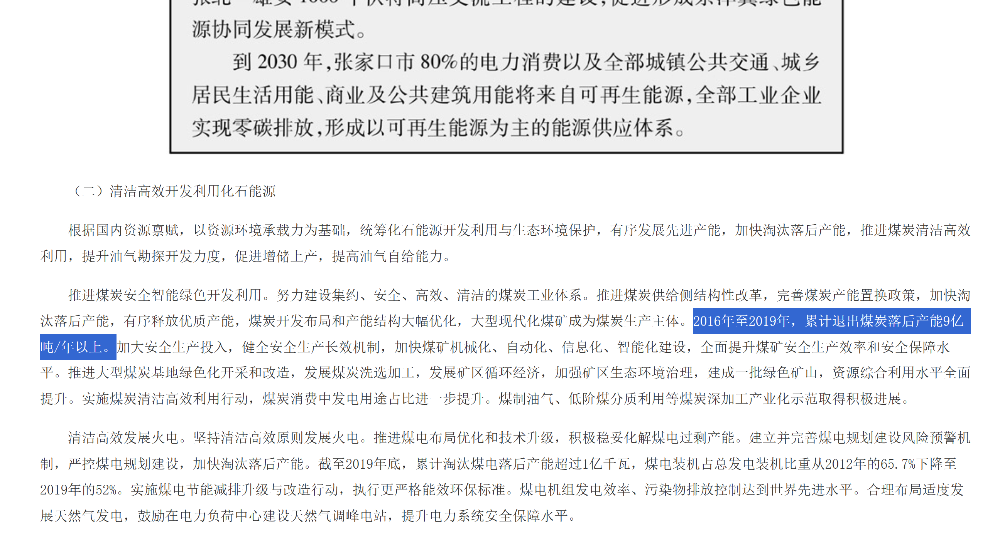 源协同发展新模式。
到 2030 年,张家口市 80%的电力消费以及全部城镇公共交通、城乡
居民生活用能、商业及公共建筑用能将来自可再生能源,全部工业企业
实现零碳排放,形成以可再生能源为主的能源供应体系。
（二）清洁高效开发利用化石能源
根据国内资源禀赋，以资源环境承载力为基础，统筹化石能源开发利用与生态环境保护，有序发展先进产能，加快淘汰落后产能，推进煤炭清洁高效
利用，提升油气勘探开发力度，促进增储上产，提高油气自给能力。
推进煤炭安全智能绿色开发利用。努力建设集约、安全、高效、清洁的煤炭工业体系。推进煤炭供给侧结构性改革，完善煤炭产能置换政策，加快淘
汰落后产能，有序释放优质产能，煤炭开发布局和产能结构大幅优化，大型现代化煤矿成为煤炭生产主体。2016年至2019年，累计退出煤炭落后产能9亿
吨/年以上。加大安全生产投入，健全安全生产长效机制，加快煤矿机械化、自动化、信息化、智能化建设，全面提升煤矿安全生产效率和安全保障水
平。推进大型煤炭基地绿色化开采和改造，发展煤炭洗选加工，发展矿区循环经济，加强矿区生态环境治理，建成一批绿色矿山，资源综合利用水平全面
提升。实施煤炭清洁高效利用行动，煤炭消费中发电用途占比进一步提升。煤制油气、低阶煤分质利用等煤炭深加工产业化示范取得积极进展。
清洁高效发展火电。坚持清洁高效原则发展火电。推进煤电布局优化和技术升级，积极稳妥化解煤电过剩产能。建立并完善煤电规划建设风险预警机
制，严控煤电规划建设，加快淘汰落后产能。截至2019年底，累计淘汰煤电落后产能超过1亿千瓦，煤电装机占总发电装机比重从2012年的65.7%下降至
2019年的52%。实施煤电节能减排升级与改造行动，执行更严格能效环保标准。煤电机组发电效率、污染物排放控制达到世界先进水平。合理布局适度发
展天然气发电，鼓励在电力负荷中心建设天然气调峰电站，提升电力系统安全保障水平。